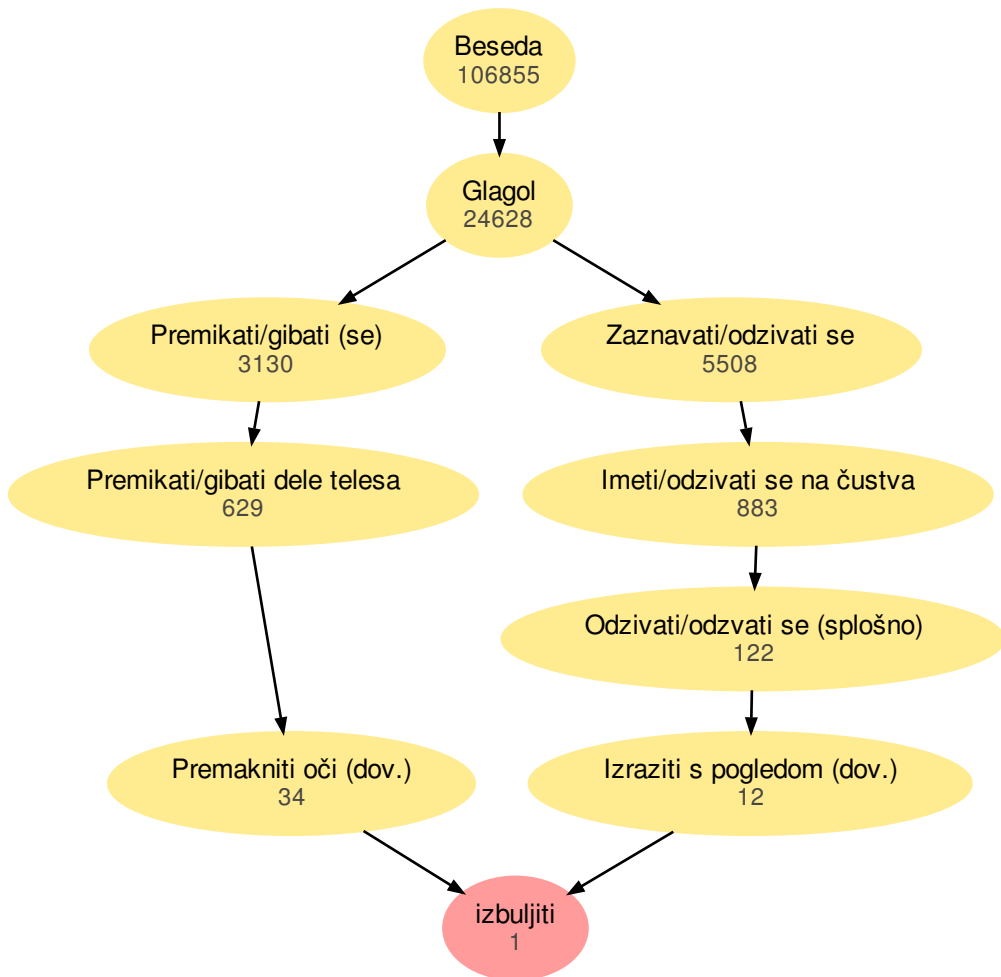 Beseda
106855
Glagol
24628
Premikati/gibati (se)
3130
Zaznavati/odzivati se
5508
Premikati/gibati dele telesa
629
Imeti/odzivati se na čustva
883
Odzivati/odzvati se (splošno)
122
Premakniti oči (dov.)
34
Izraziti s pogledom (dov.)
12
izbuljiti
1